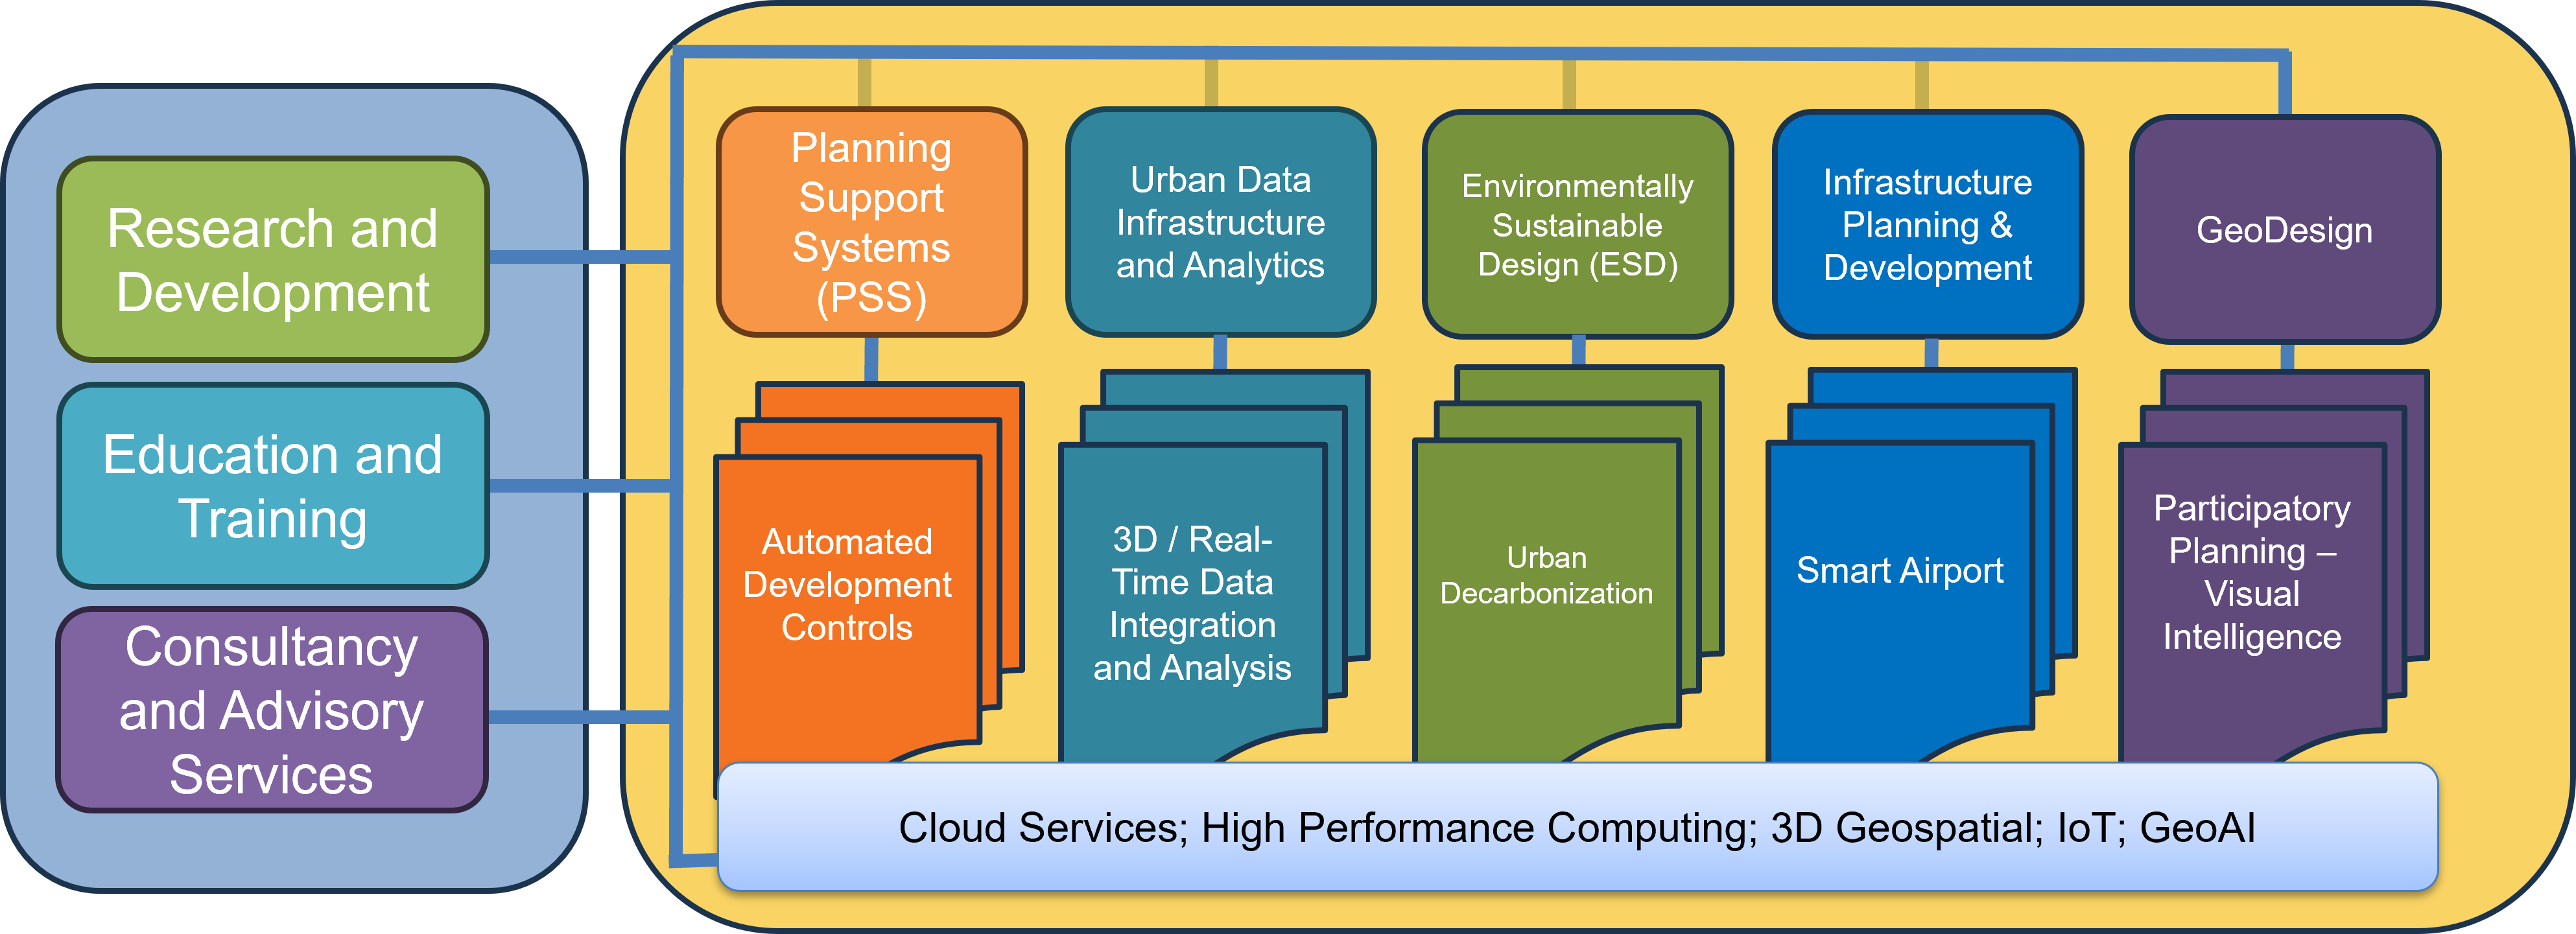 Research and
Development
Education and
Training
Consultancy
and Advisory
Services
Planning
Support
Systems
(PSS)
Urban Data
Infrastructure
and Analytics
Environmentally
Sustainable
Design (ESD)
Infrastructure
Planning &
Development
GeoDesign
Automated
Development
Controls
3D / Real-
Time Data
Integration
and Analysis
Urban
Decarbonization
Smart Airport
Participatory
Planning –
Visual
Intelligence
Cloud Services; High Performance Computing; 3D Geospatial; IoT; GeoAI